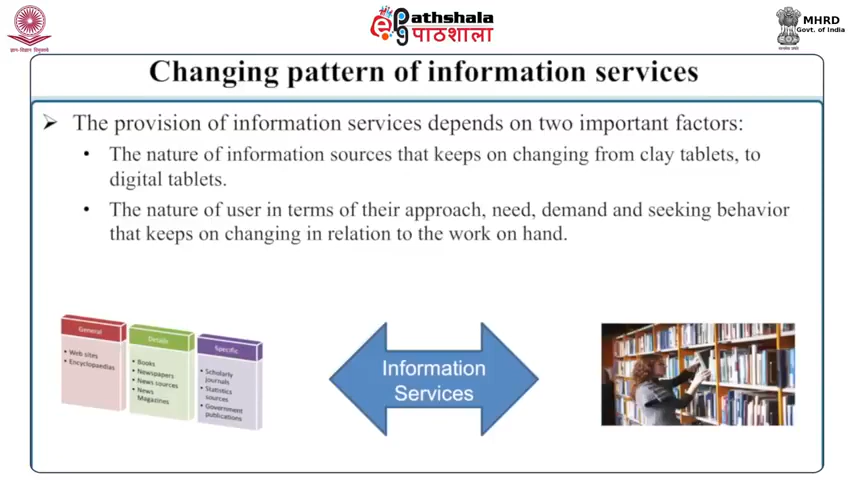 ePathshala
पाठशाला
MHRD
Govt. of India
Changing pattern of information services
➢ The provision of information services depends on two important factors:
• The nature of information sources that keeps on changing from clay tablets, to
digital tablets.
• The nature of user in terms of their approach, need, demand and seeking behavior
that keeps on changing in relation to the work on hand.
General
• Web sites
• Encyclopaedias
Details
• Books
• Newspapers
• News sources
• News
Magazines
Specific
• Scholarly
journals
• Statistics
sources
• Government
publications
Information
Services